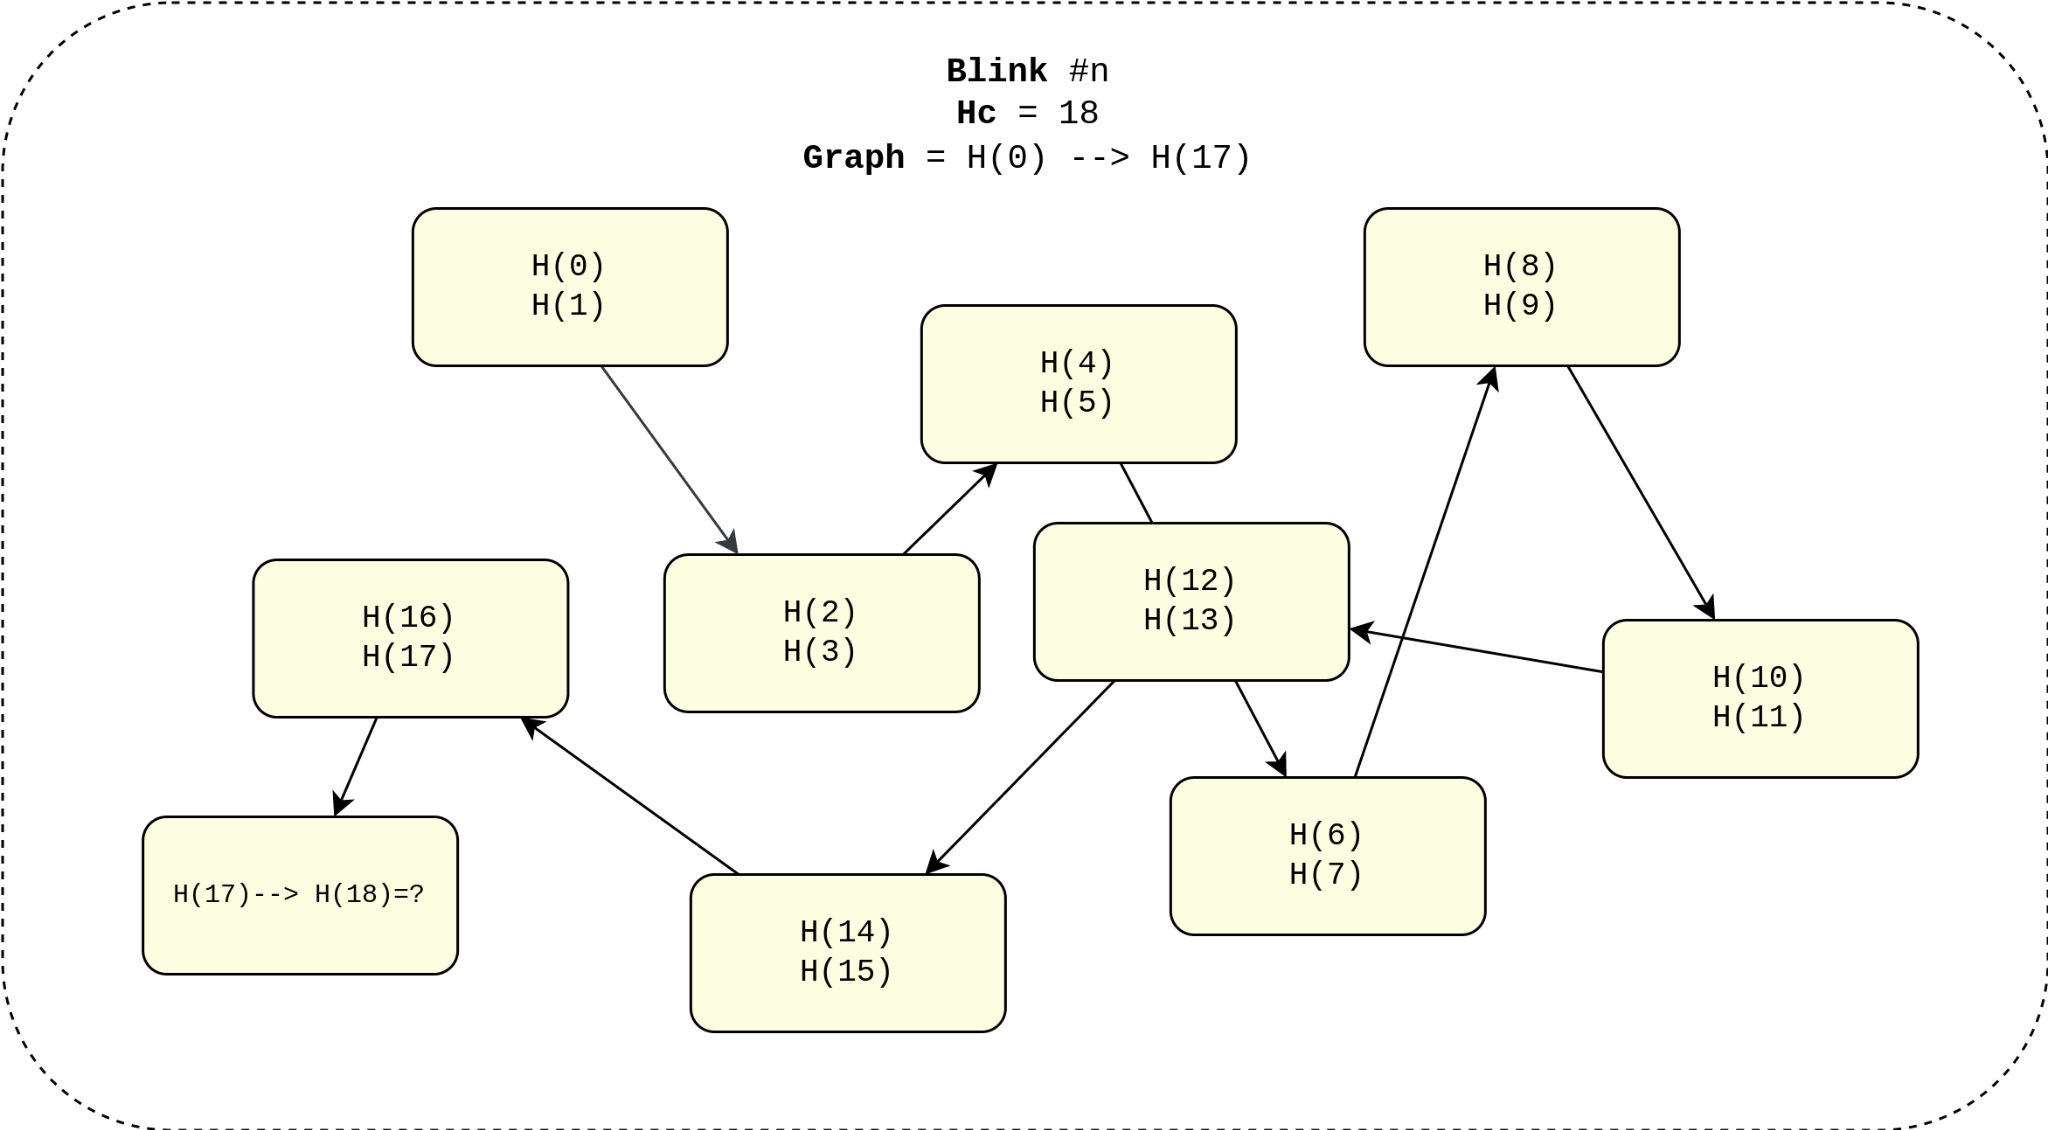 Blink #n
Hc = 18
Graph = H(0) --> H(17)
H(0)
H(1)
H(8)
H(9)
H(4)
H(5)
H(12)
H(13)
H(2)
H(3)
H(16)
H(17)
H(10)
H(11)
H(6)
H(7)
H(17)--> H(18)=?
H(14)
H(15)